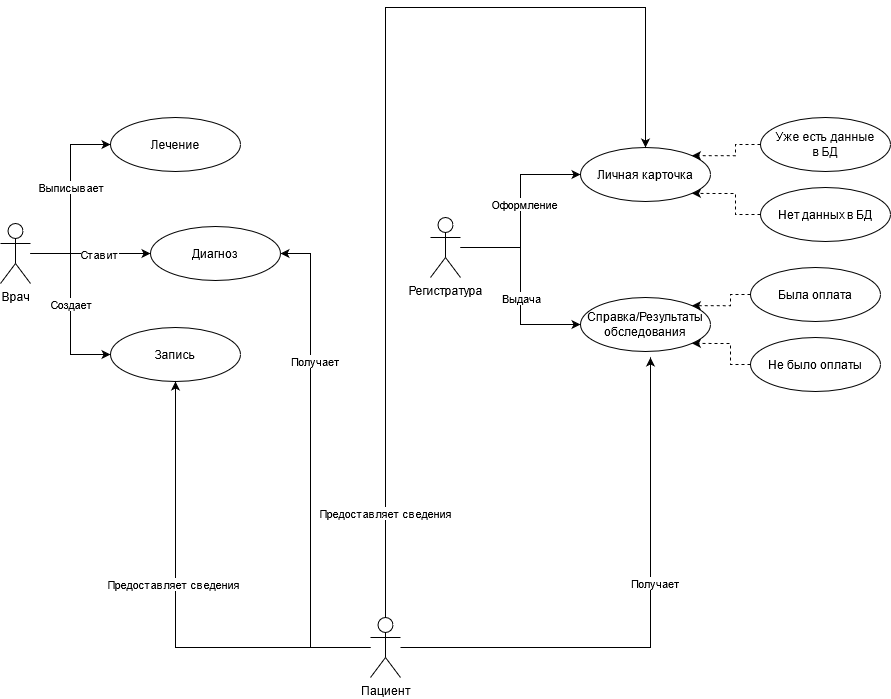 Уже есть данные
в БД
Лечение
Личная карточка
Выписывает
Оформление
Нет данных в БД
Ставит
Диагноз
Врач
Регистратура
Создает
Выдача
Была оплата
Справка/Результаты
обследования
Запись
Получает
Не было оплаты
Предоставляет сведения
Предоставляет сведения
Получает
Пациент